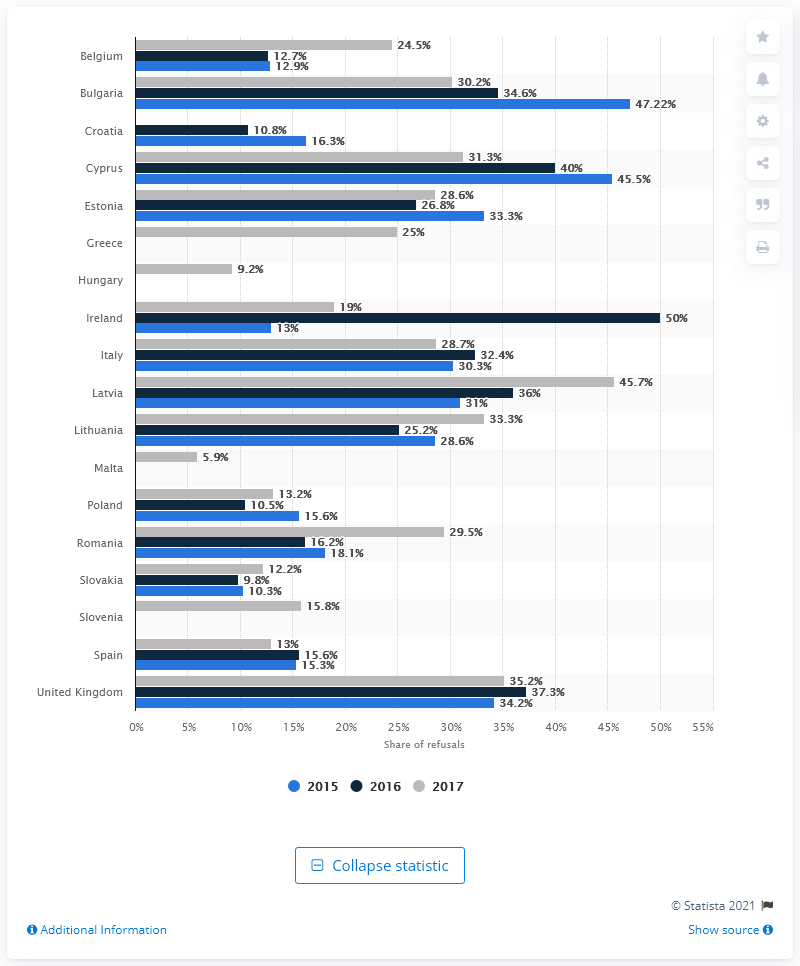 Belgium 24.5% 12.7% 12.9%
Bulgaria 30.2% 34.6% 47.22%
Croatia 10.8% 16.3%
Cyprus 31.3% 40% 45.5%
Estonia 28.6% 26.8% 33.3%
Greece 25%
Hungary 9.2%
Ireland 19% 50% 13%
Italy 28.7% 32.4% 30.3%
Latvia 45.7% 36% 31%
Lithuania 33.3% 25.2% 28.6%
Malta 5.9%
Poland 13.2% 10.5% 15.6%
Romania 29.5% 16.2% 18.1%
Slovakia 12.2% 9.8% 10.3%
Slovenia 15.8%
Spain 13% 15.6% 15.3%
United Kingdom 35.2% 37.3% 34.2%
0% 5% 10% 15% 20% 25% 30% 35% 40% 45% 50% 55%
Share of refusals
2015 2016 2017
Collapse statistic
© Statista 2021
Additional Information Show source